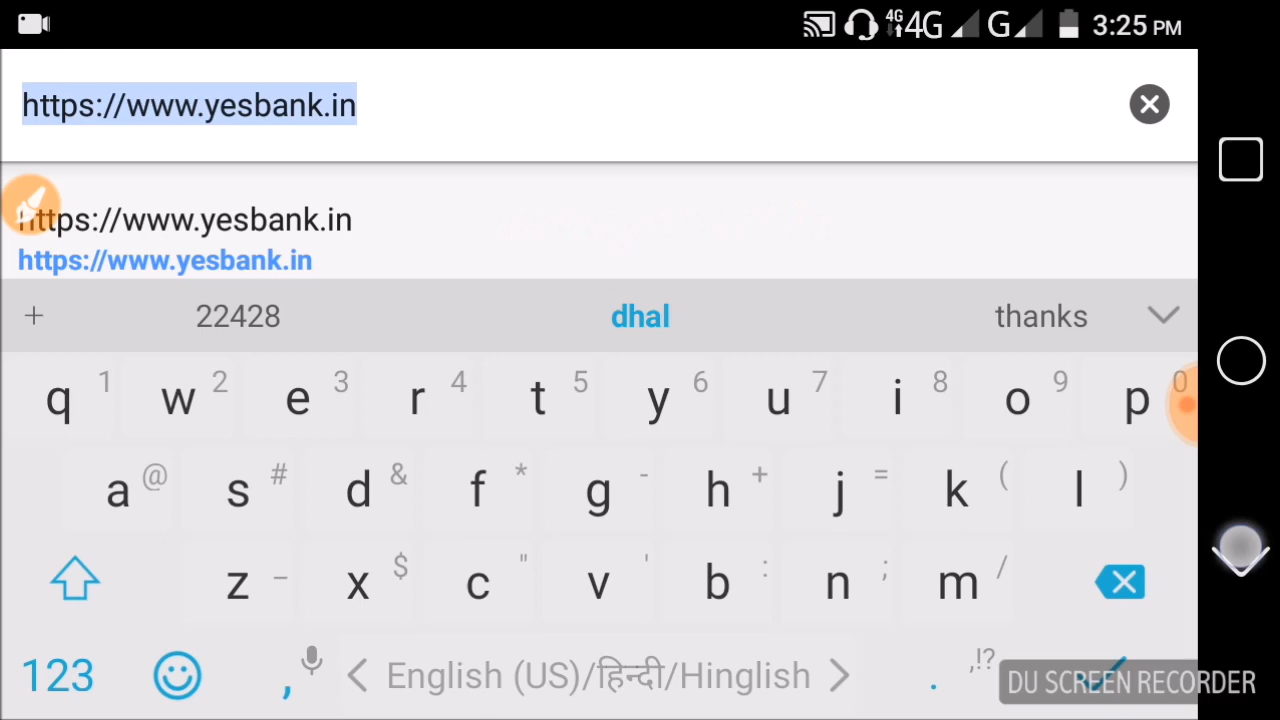 4G 4G G 3:25 PM
https://www.yesbank.in
https://www.yesbank.in
https://www.yesbank.in
+ 22428 dhal thanks
q 1 w 2 e 3 r 4 t 5 y 6 u 7 i 8 o 9 p 0
a @ s # d & f * g - h + j = k ( l )
z _ x $ c " v ' b : n ; m /
123 , < English (US)/हिन्दी/Hinglish > . ,!?
DU SCREEN RECORDER